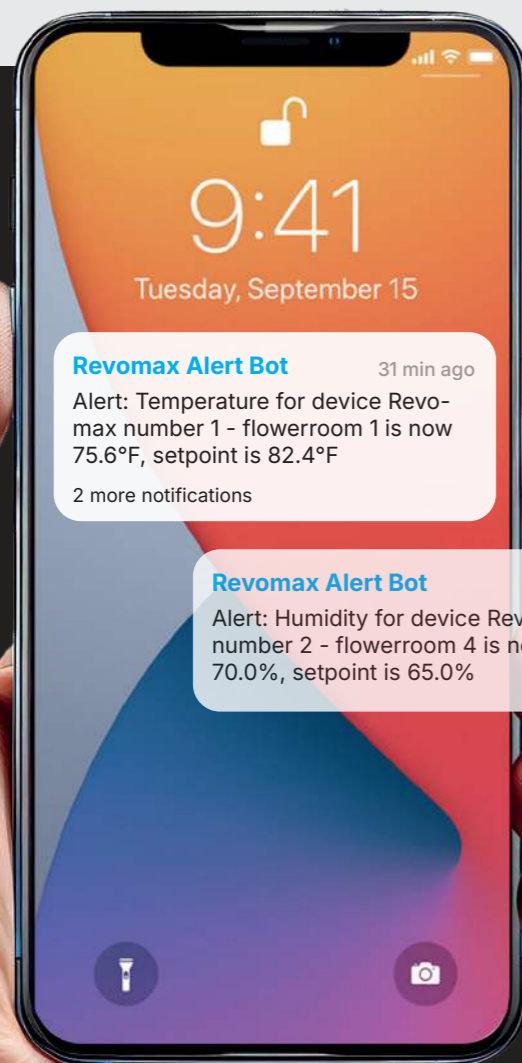 9:41
Tuesday, September 15
Revomax Alert Bot
31 min ago
Alert: Temperature for device Revo-
max number 1 - flowerroom 1 is now
75.6°F, setpoint is 82.4°F
2 more notifications
Revomax Alert Bot
Alert: Humidity for device
number 2 - flowerroom 4 is
70.0%, setpoint is 65.0%